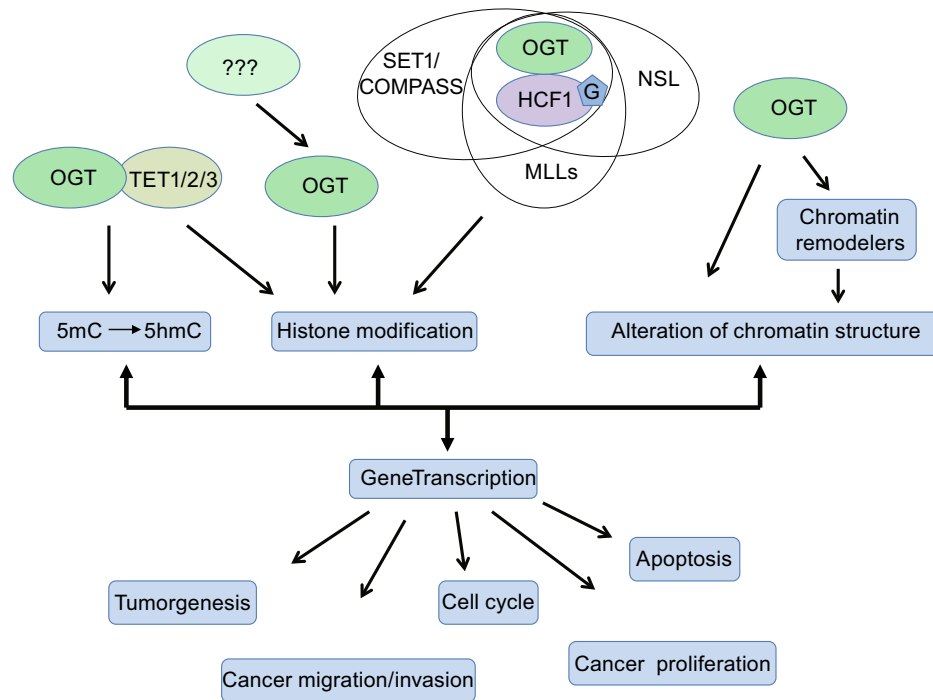 ???
SET1/
COMPASS
OGT
HCF1
G
NSL
MLLs
OGT
OGT
TET1/2/3
OGT
Chromatin
remodelers
5mC → 5hmC
Histone modification
Alteration of chromatin structure
GeneTranscription
Apoptosis
Tumorgenesis
Cell cycle
Cancer proliferation
Cancer migration/invasion